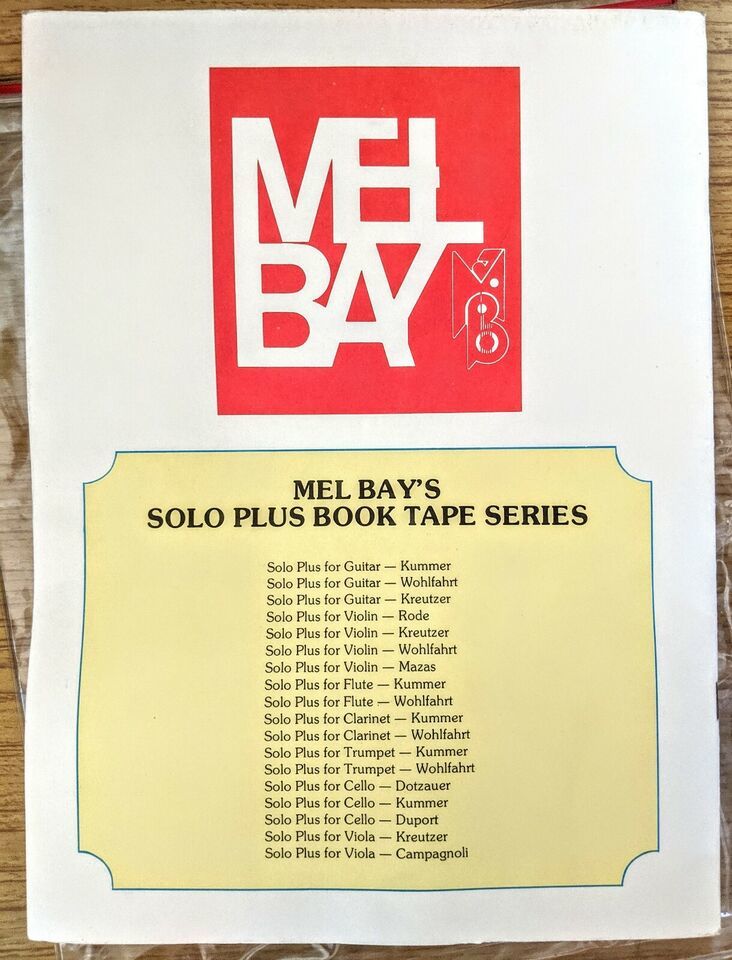 MEL
BAY
M.B
MEL BAY'S
SOLO PLUS BOOK TAPE SERIES
Solo Plus for Guitar — Kummer
Solo Plus for Guitar — Wohlfahrt
Solo Plus for Guitar — Kreutzer
Solo Plus for Violin — Rode
Solo Plus for Violin — Kreutzer
Solo Plus for Violin — Wohlfahrt
Solo Plus for Violin — Mazas
Solo Plus for Flute — Kummer
Solo Plus for Flute — Wohlfahrt
Solo Plus for Clarinet — Kummer
Solo Plus for Clarinet — Wohlfahrt
Solo Plus for Trumpet — Kummer
Solo Plus for Trumpet — Wohlfahrt
Solo Plus for Cello — Dotzauer
Solo Plus for Cello — Kummer
Solo Plus for Cello — Duport
Solo Plus for Viola — Kreutzer
Solo Plus for Viola — Campagnoli